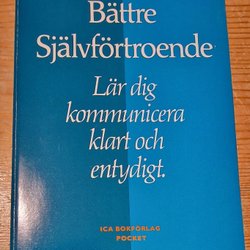 Bättre
Självförtroende
Lär dig
kommunicera
klart och
entydigt.
ICA BOKFÖRLAG
POCKET